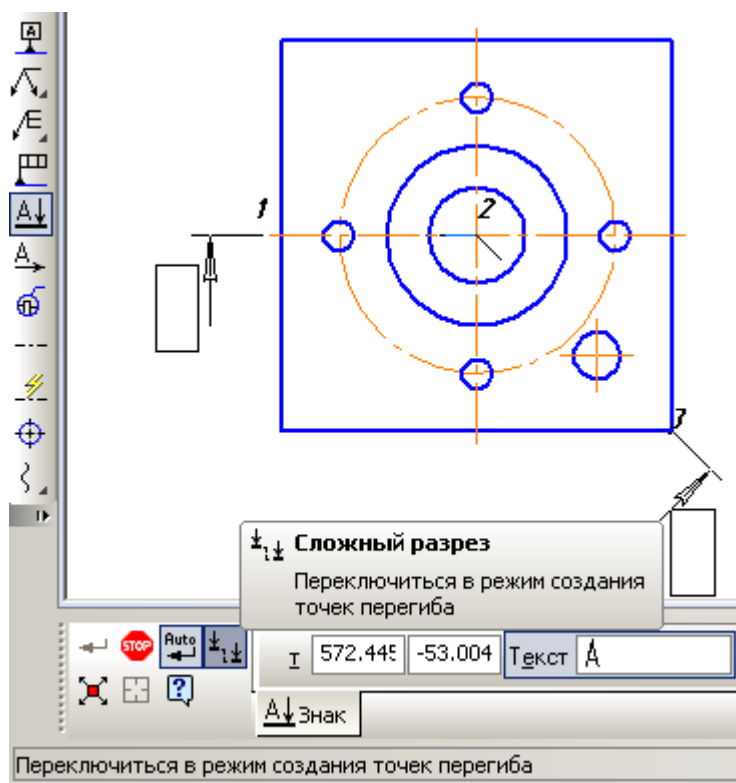 A
E
A
A
1
2
3
Сложный разрез
Переключиться в режим создания
точек перегиба
STOP
Auto
т 572.445 -53.004 Текст A
?
A Знак
Переключиться в режим создания точек перегиба